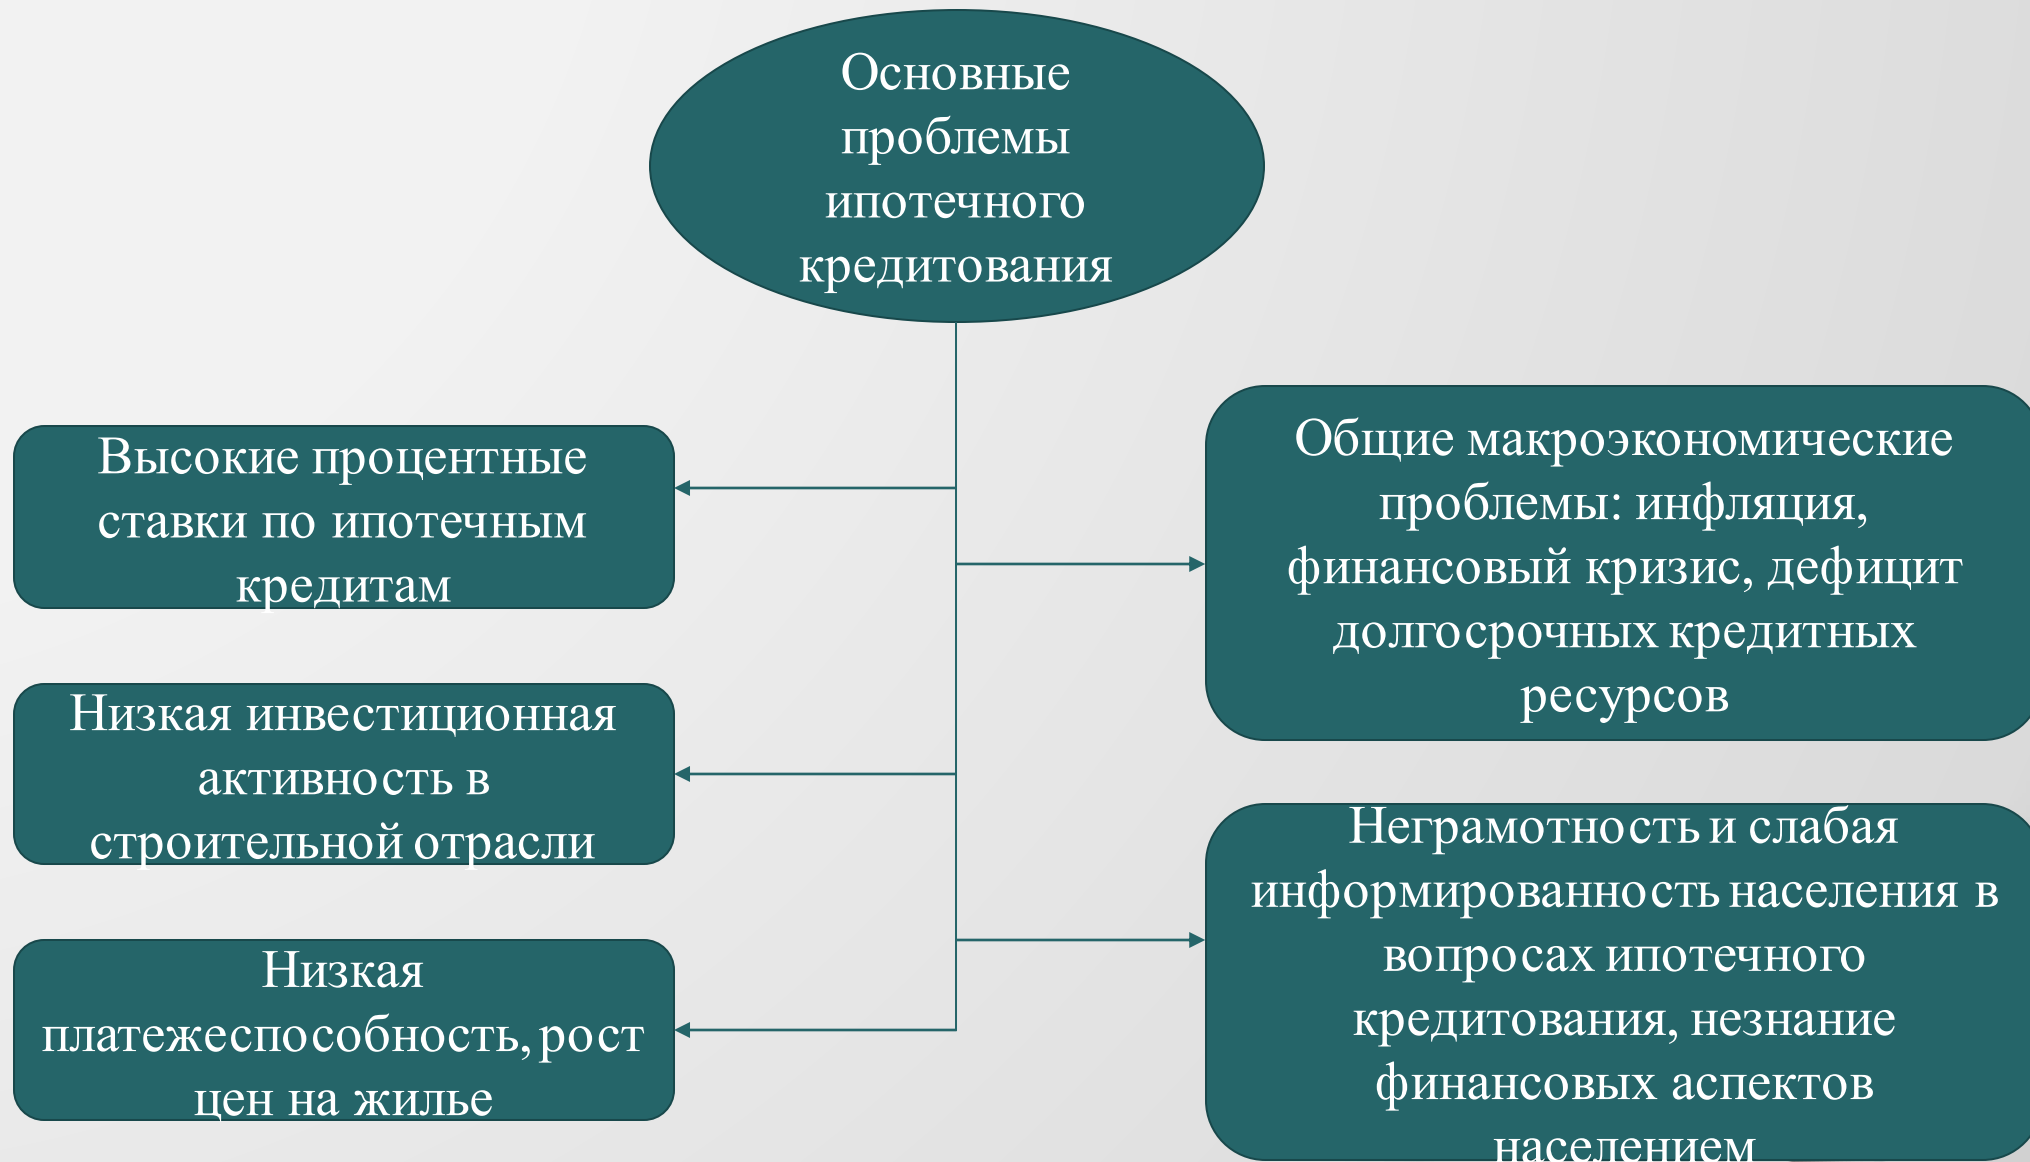 Основные
проблемы
ипотечного
кредитования
Высокие процентные
ставки по ипотечным
кредитам
Низкая инвестиционная
активность в
строительной отрасли
Низкая
платежеспособность, рост
цен на жилье
Общие макроэкономические
проблемы: инфляция,
финансовый кризис, дефицит
долгосрочных кредитных
ресурсов
Неграмотность и слабая
информированность населения в
вопросах ипотечного
кредитования, незнание
финансовых аспектов
населением